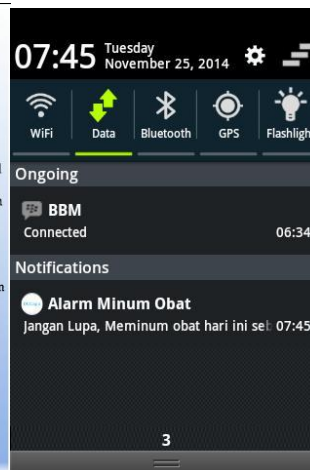 07:45 Tuesday
November 25, 2014
WiFi Data Bluetooth GPS Flashligh
Ongoing
BBM
Connected 06:34
Notifications
Alarm Minum Obat
Jangan Lupa, Meminum obat hari ini seb 07:45
3